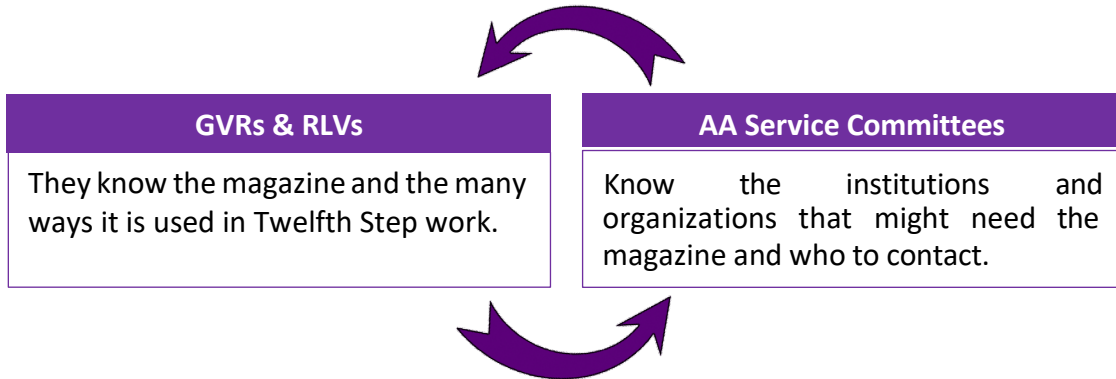 GVRs & RLVs
They know the magazine and the many
ways it is used in Twelfth Step work.
AA Service Committees
Know the institutions and
organizations that might need the
magazine and who to contact.